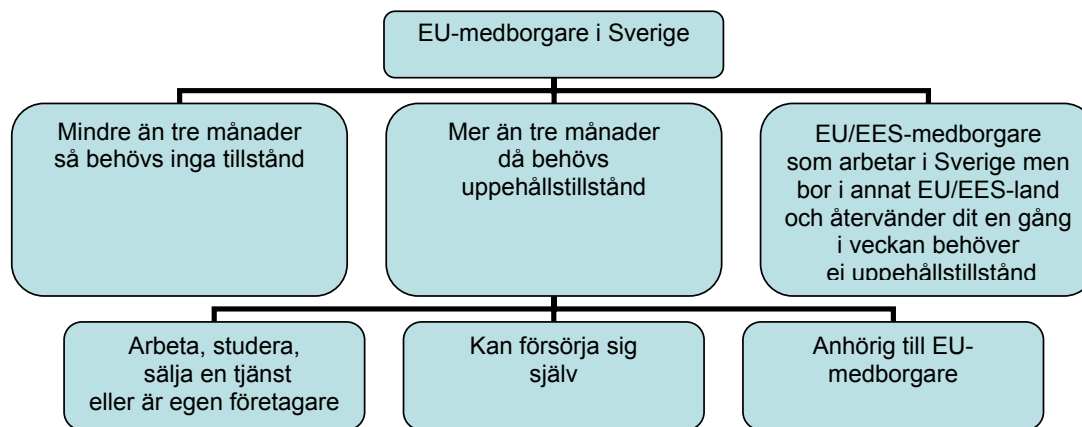 EU-medborgare i Sverige
Mindre än tre månader
så behövs inga tillstånd
Mer än tre månader
då behövs
uppehållstillstånd
EU/EES-medborgare
som arbetar i Sverige men
bor i annat EU/EES-land
och återvänder dit en gång
i veckan behöver
ej uppehållstillstånd
Arbeta, studera,
sälja en tjänst
eller är egen företagare
Kan försörja sig
själv
Anhörig till EU-
medborgare